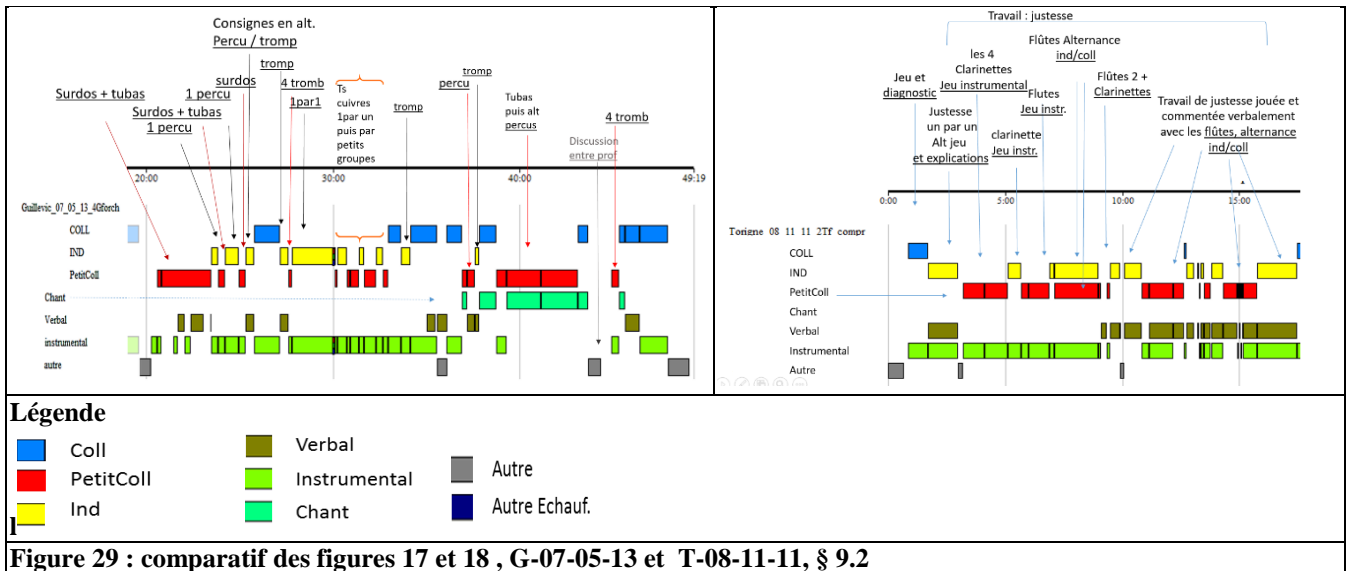 Consignes en alt.
Percu / tromp
tromp
surdos
4 tromb
1par1
Surdos + tubas
1 percu
Surdos + tubas
1 percu
Ts
cuivres
1par un
puis par
petits
groupes
tromp
percu
tromp
Tubas
puis alt
percus
4 tromb
Discussion
entre prof
20:00
30:00
40:00
49:19
Guillevic_07_05_13_4Gforch
COLL
IND
PetitColl
Chant
Verbal
instrumental
autre
Travail : justesse
Jeu et
diagnostic
Justesse
un par un
Alt jeu
et explications
les 4
Clarinettes
Jeu instrumental
clarinette
Jeu instr.
Flutes
Jeu instr.
Flûtes Alternance
ind/coll
Flûtes 2 +
Clarinettes
Travail de justesse jouée et
commentée verbalement
avec les flûtes, alternance
ind/coll
0:00
5:00
10:00
15:00
Torigne_08_11_11_2Tf_compr
COLL
IND
PetitColl
Chant
Verbal
Instrumental
Autre
Légende
Coll
PetitColl
Ind
Verbal
Instrumental
Chant
Autre
Autre Echauf.
l
Figure 29 : comparatif des figures 17 et 18 , G-07-05-13 et T-08-11-11, § 9.2